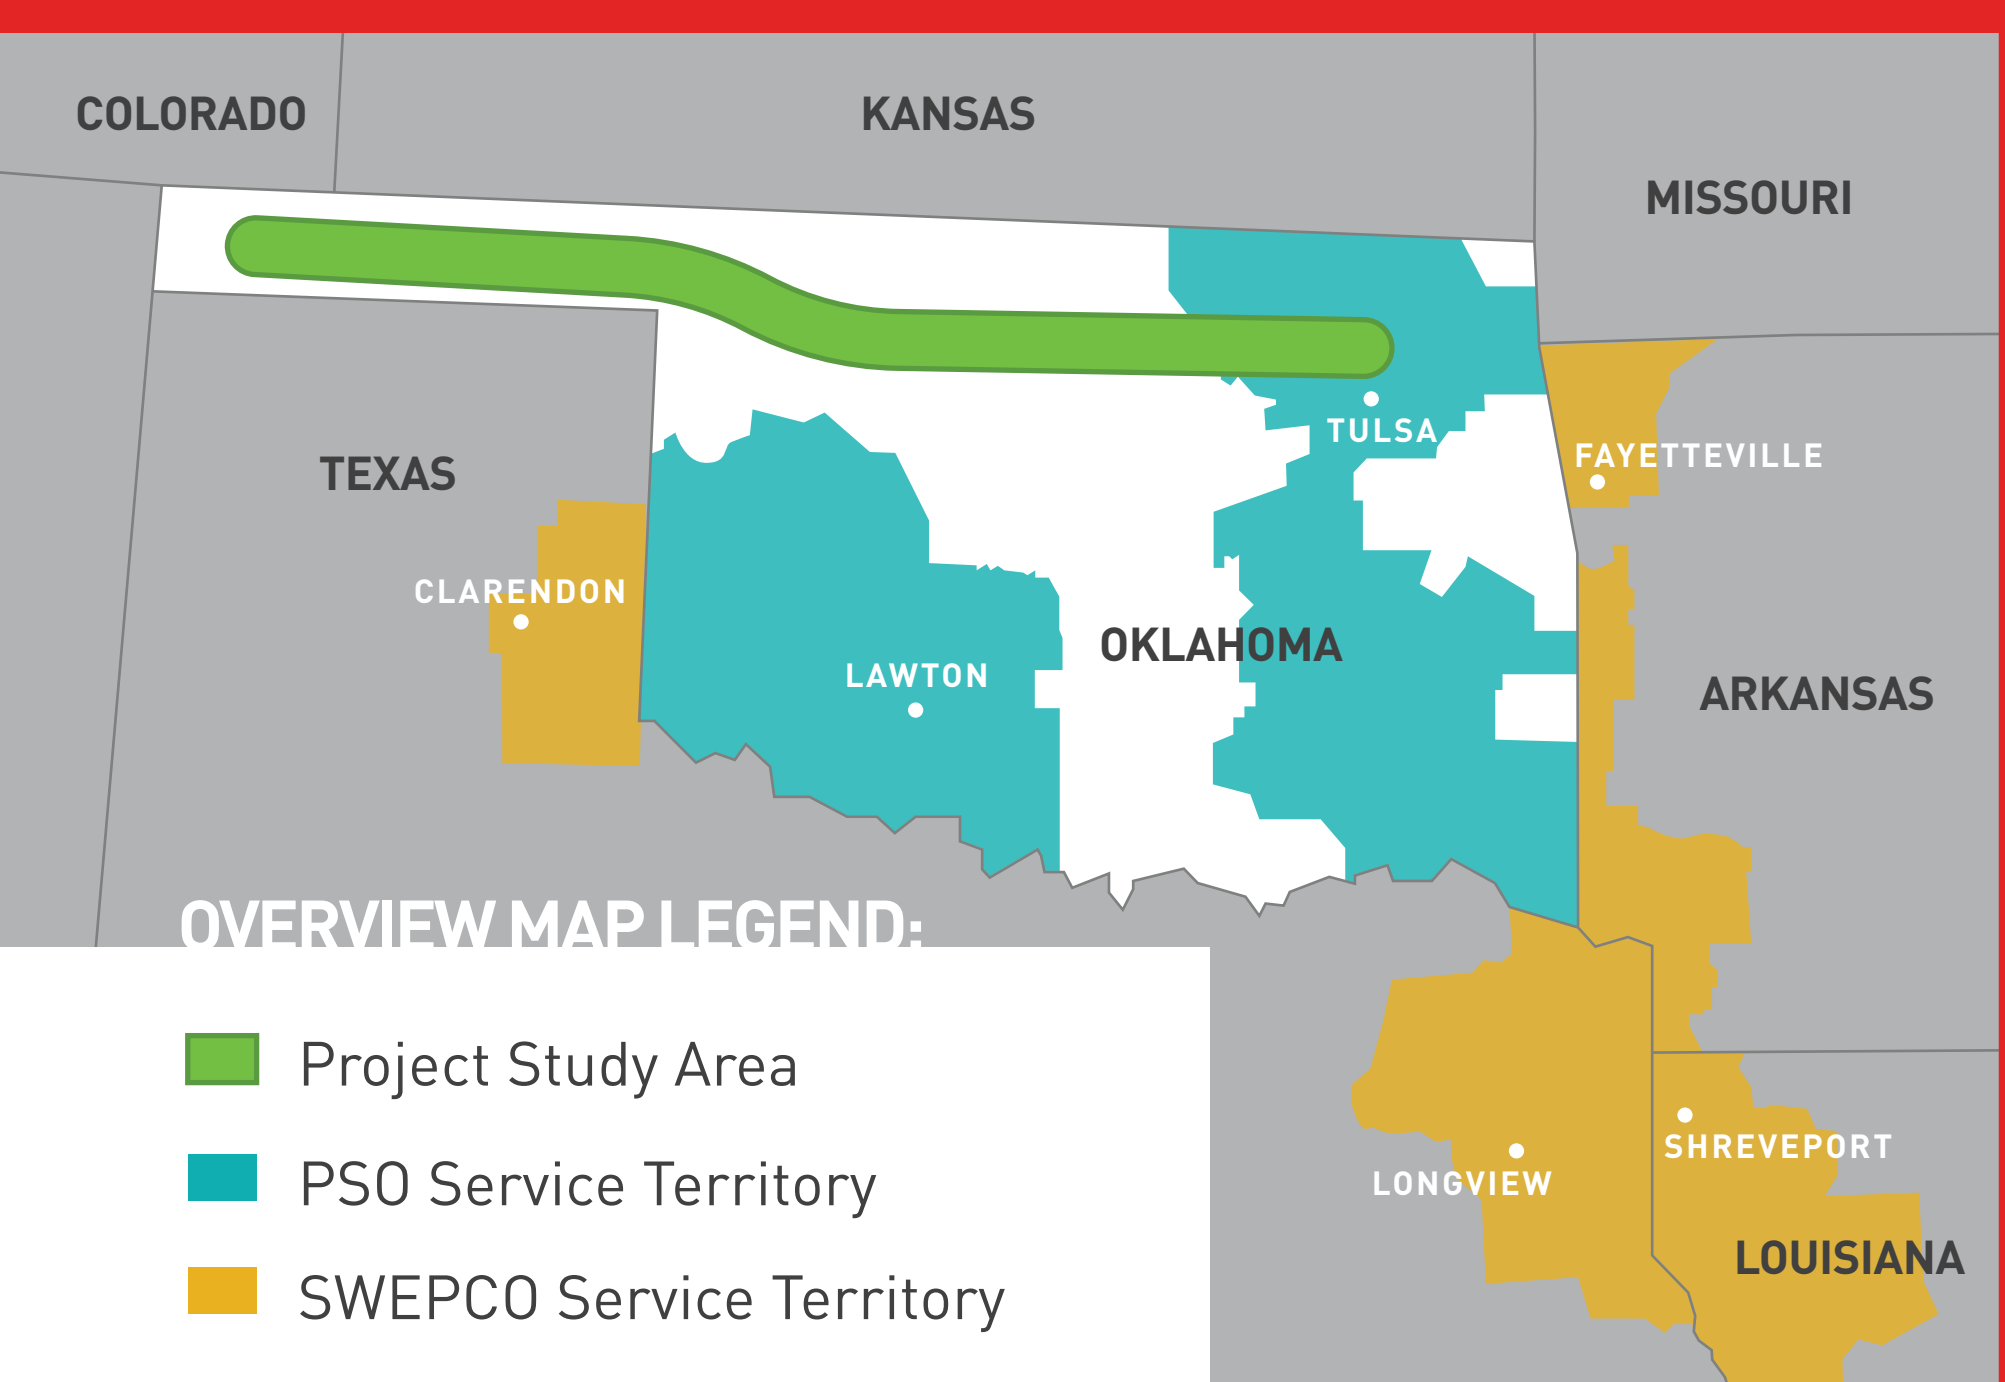 COLORADO
KANSAS
MISSOURI
TULSA
FAYETTEVILLE
TEXAS
CLARENDON
OKLAHOMA
LAWTON
ARKANSAS
OVERVIEW MAP LEGEND:
Project Study Area
PSO Service Territory
SWEPCO Service Territory
SHREVEPORT
LONGVIEW
LOUISIANA